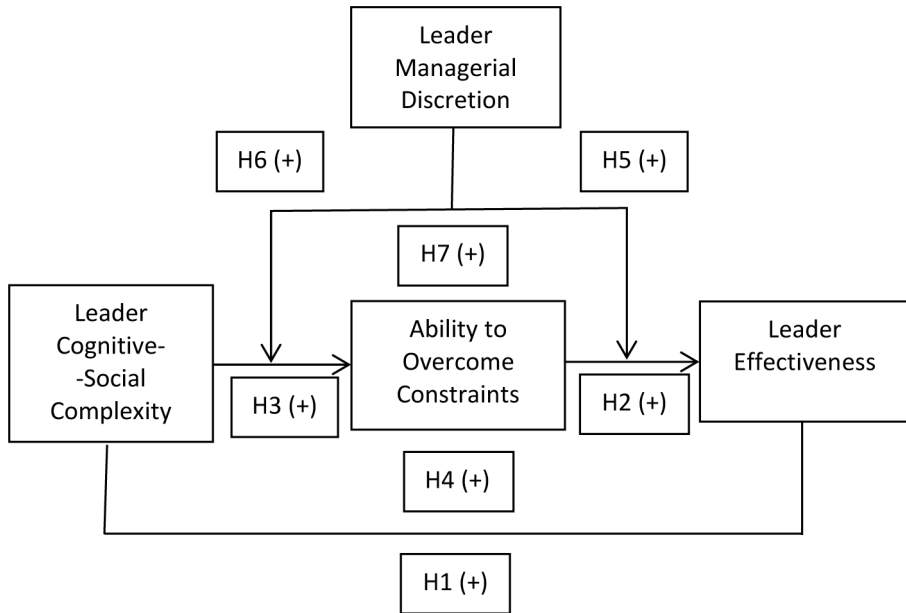 Leader
Managerial
Discretion
H6 (+)
H5 (+)
H7 (+)
Leader
Cognitive-
-Social
Complexity
Ability to
Overcome
Constraints
Leader
Effectiveness
H3 (+)
H2 (+)
H4 (+)
H1 (+)